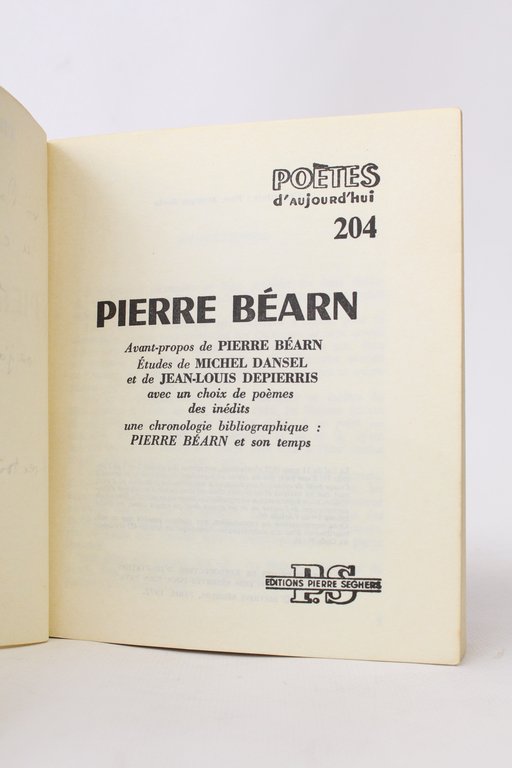 POÈTES
d'aujourd'hui
204
PIERRE BÉARN
Avant-propos de PIERRE BÉARN
Études de MICHEL DANSEL
et de JEAN-LOUIS DEPIERRIS
avec un choix de poèmes
des inédits
une chronologie bibliographique :
PIERRE BÉARN et son temps
P.S
EDITIONS PIERRE SEGHERS